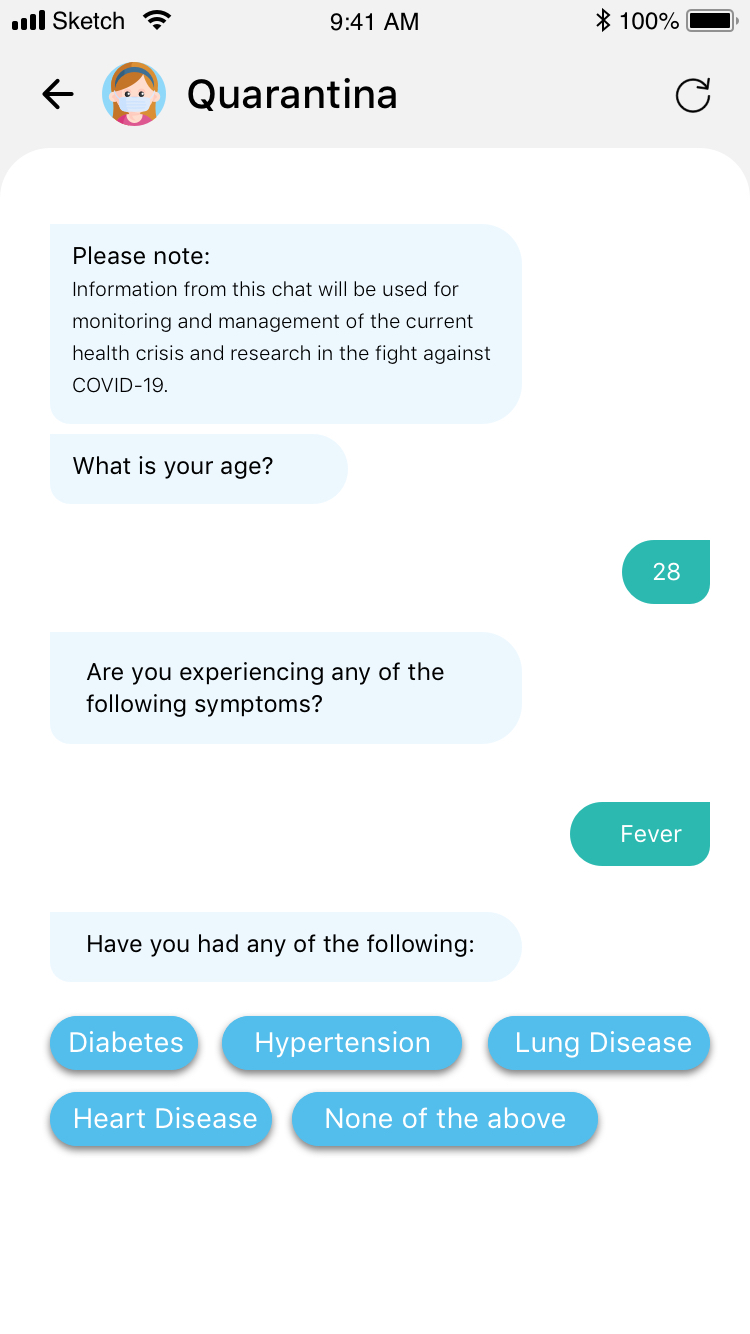 Sketch 9:41 AM 100%
Quarantina
Please note:
Information from this chat will be used for
monitoring and management of the current
health crisis and research in the fight against
COVID-19.
What is your age?
28
Are you experiencing any of the
following symptoms?
Fever
Have you had any of the following:
Diabetes Hypertension Lung Disease
Heart Disease None of the above